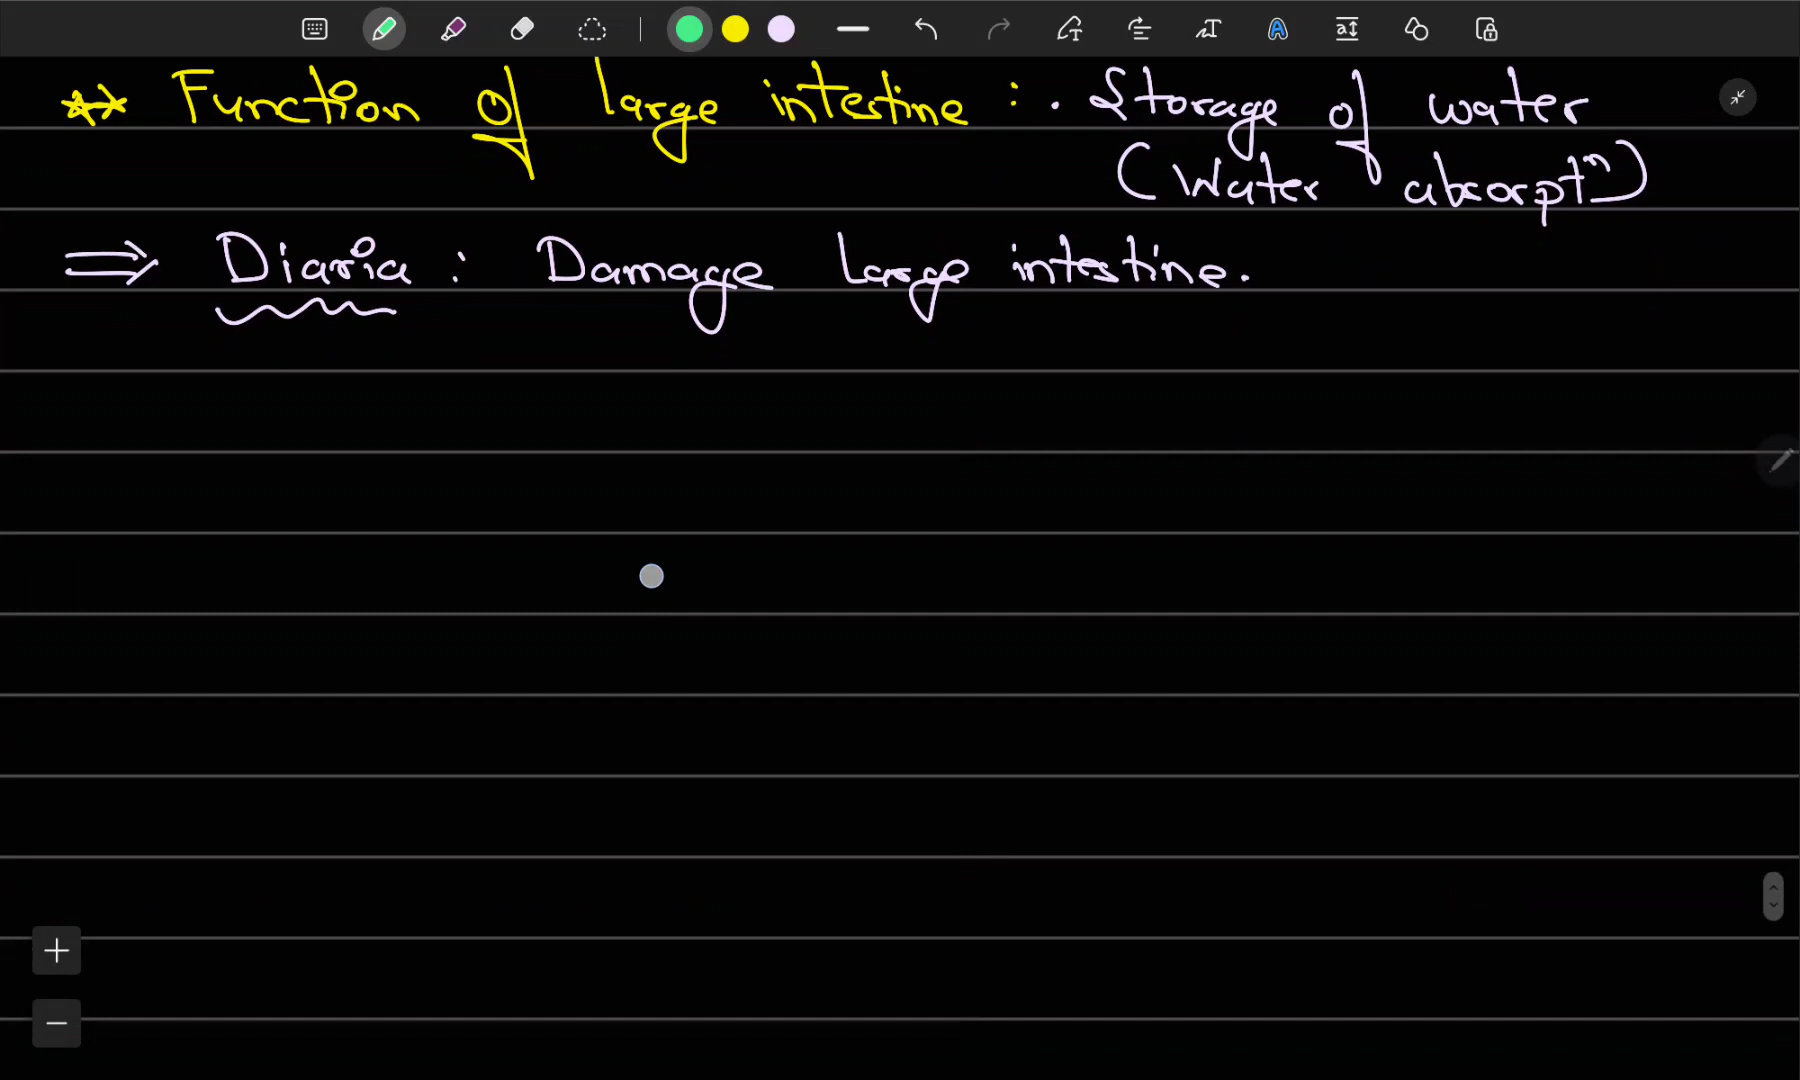 ** Function of large intestine : . Storage of water
(Water absorptⁿ)
⇒ Diaria : Damage large intestine.